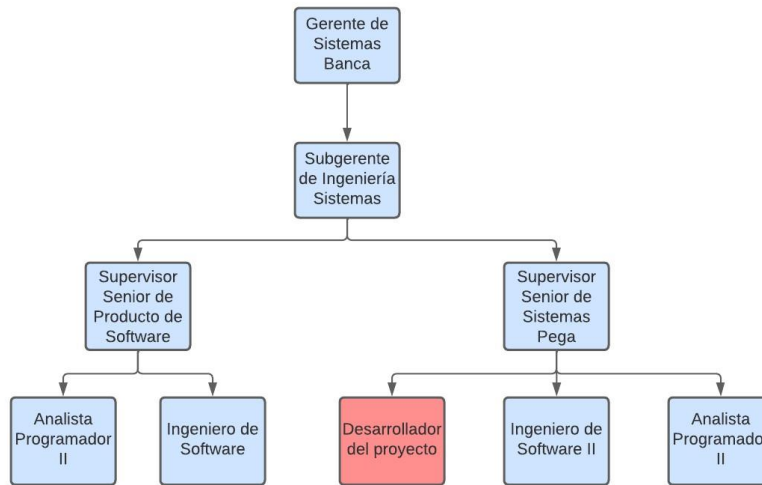 Gerente de
Sistemas
Banca
Subgerente
de Ingeniería
Sistemas
Supervisor
Senior de
Producto de
Software
Supervisor
Senior de
Sistemas
Pega
Analista
Programador
II
Ingeniero de
Software
Desarrollador
del proyecto
Ingeniero de
Software II
Analista
Programador
II